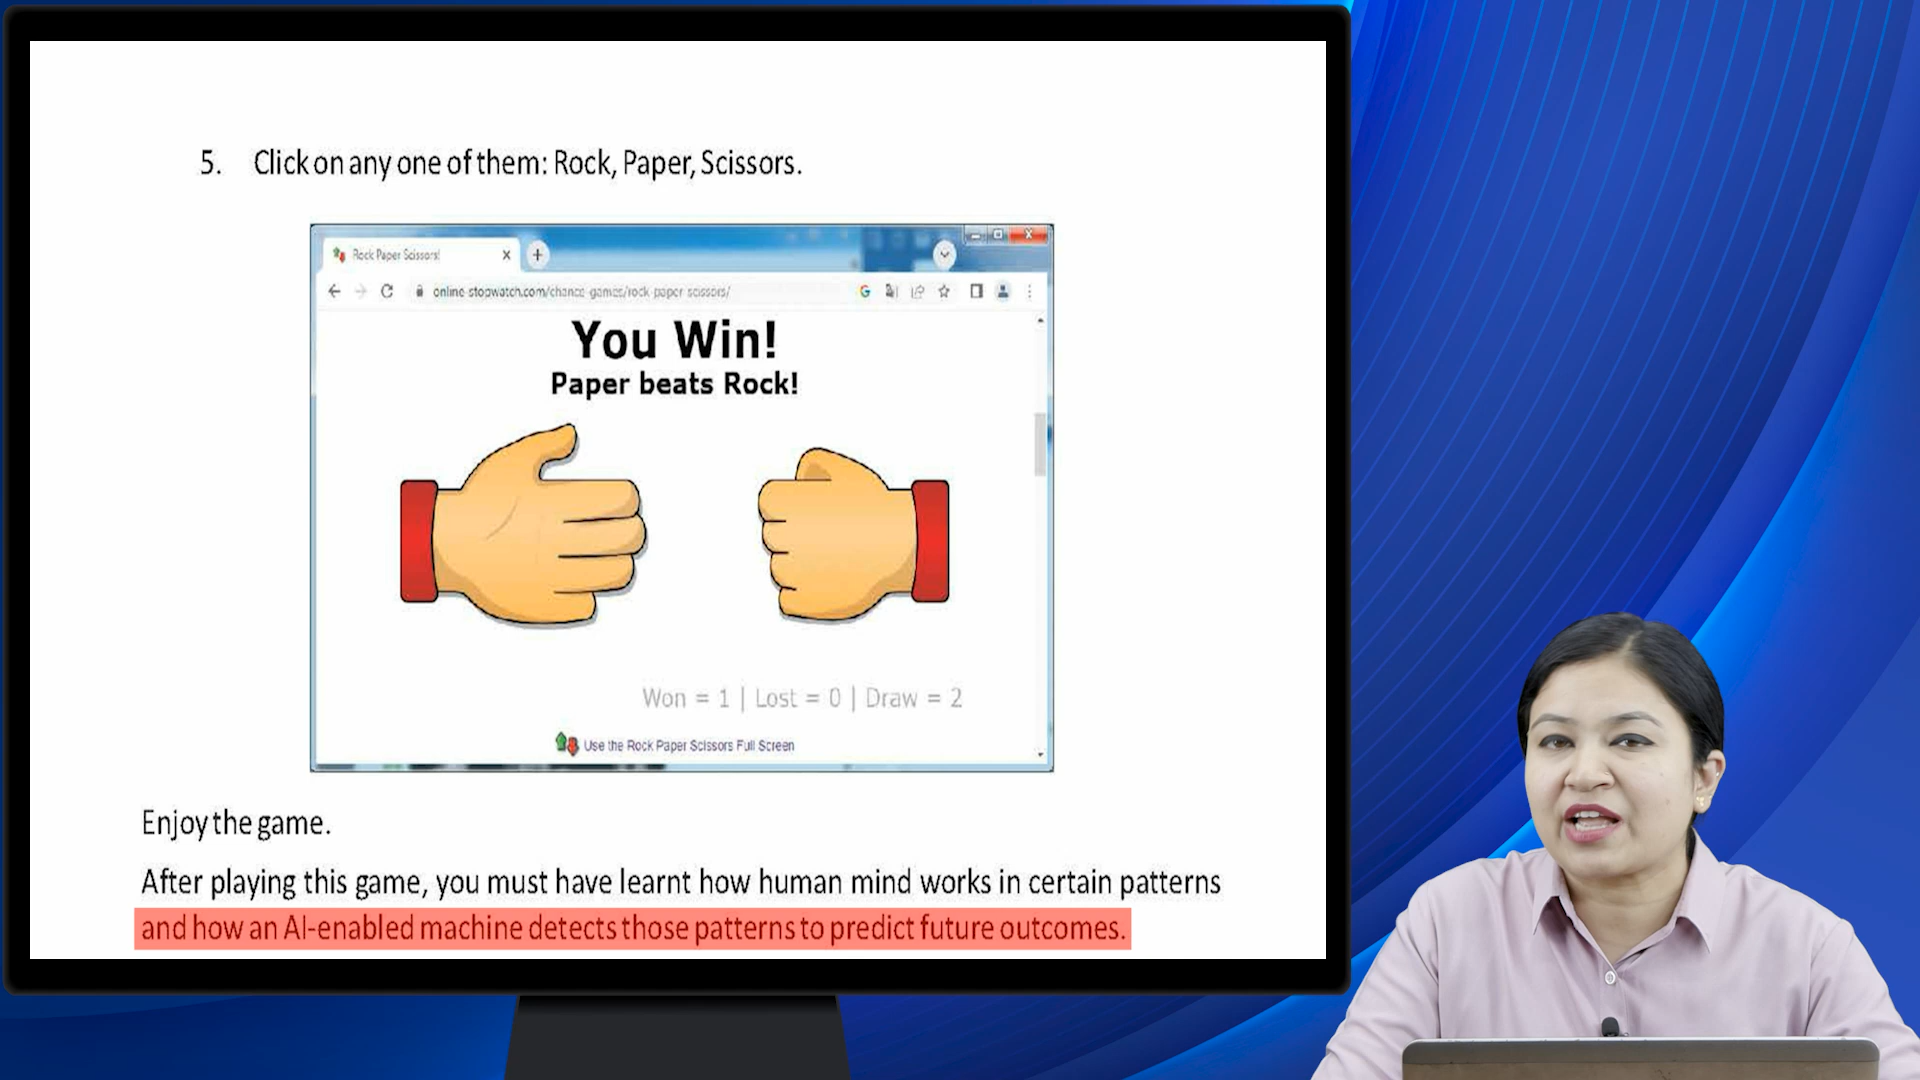 5. Click on any one of them: Rock, Paper, Scissors.
Rock Paper Scissors!
online-stopwatch.com/chance-games/rock-paper-scissors/
You Win!
Paper beats Rock!
Won = 1 | Lost = 0 | Draw = 2
Use the Rock Paper Scissors Full Screen
Enjoy the game.
After playing this game, you must have learnt how human mind works in certain patterns
and how an AI-enabled machine detects those patterns to predict future outcomes.